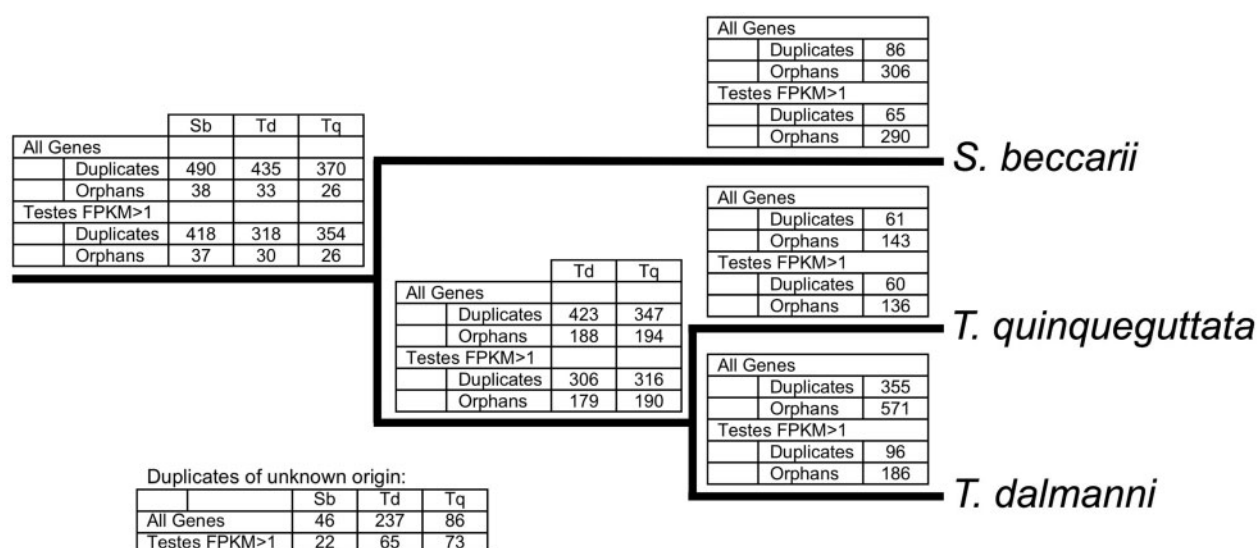 All Genes
Duplicates 86
Orphans 306
Testes FPKM>1
Duplicates 65
Orphans 290
S. beccarii
Sb Td Tq
All Genes
Duplicates 490 435 370
Orphans 38 33 26
Testes FPKM>1
Duplicates 418 318 354
Orphans 37 30 26
All Genes
Duplicates 61
Orphans 143
Testes FPKM>1
Duplicates 60
Orphans 136
T. quinqueguttata
Td Tq
All Genes
Duplicates 423 347
Orphans 188 194
Testes FPKM>1
Duplicates 306 316
Orphans 179 190
All Genes
Duplicates 355
Orphans 571
Testes FPKM>1
Duplicates 96
Orphans 186
T. dalmanni
Duplicates of unknown origin:
Sb Td Tq
All Genes 46 237 86
Testes FPKM>1 22 65 73